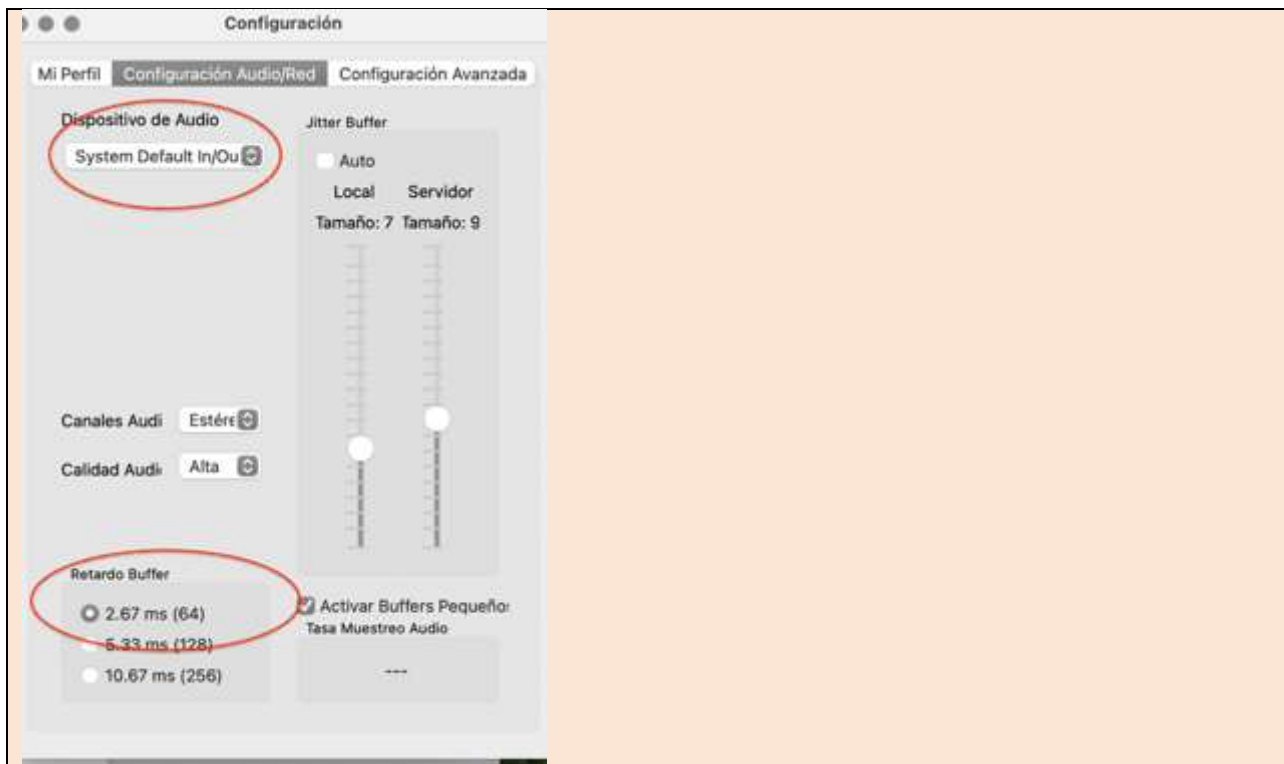 Configuración
Mi Perfil Configuración Audio/Red Configuración Avanzada
Dispositivo de Audio
System Default In/Ou
Jitter Buffer
Auto
Local Servidor
Tamaño: 7 Tamaño: 9
Canales Audi Estére
Calidad Audi Alta
Retardo Buffer
2.67 ms (64)
5.33 ms (128)
10.67 ms (256)
Activar Buffers Pequeño
Tasa Muestreo Audio
---